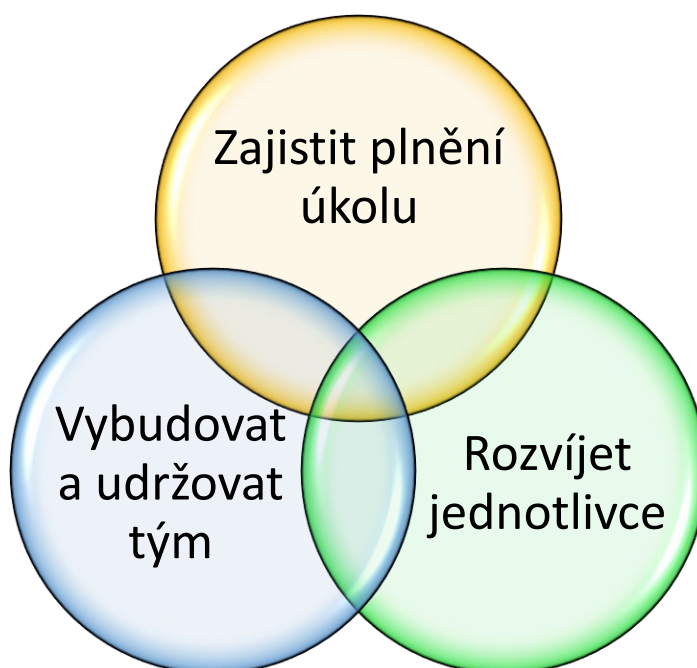 Zajistit plnění
úkolu
Vybudovat
a udržovat
tým
Rozvíjet
jednotlivce